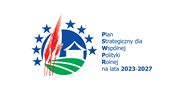 Plan
Strategiczny dla
Wspólnej
Polityki
Rolnej
na lata 2023-2027